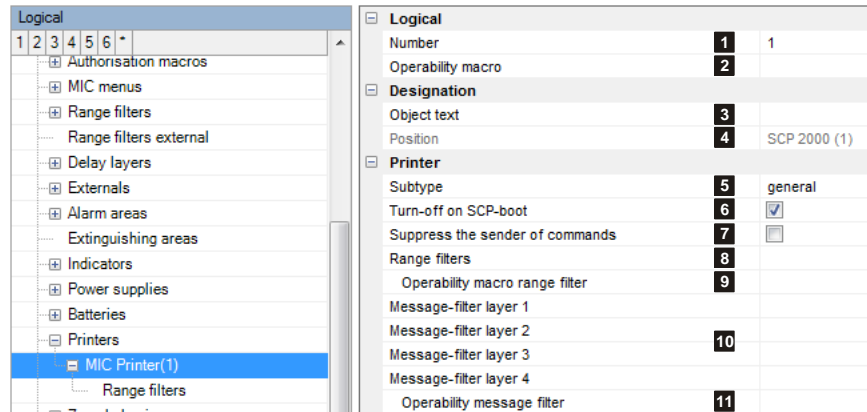 Logical
1 2 3 4 5 6 *
Authorisation macros
MIC menus
Range filters
Range filters external
Delay layers
Externals
Alarm areas
Extinguishing areas
Indicators
Power supplies
Batteries
Printers
MIC Printer(1)
Range filters
Logical
Number 1 1
Operability macro 2
Designation
Object text 3
Position 4 SCP 2000 (1)
Printer
Subtype 5 general
Turn-off on SCP-boot 6
Suppress the sender of commands 7
Range filters 8
Operability macro range filter 9
Message-filter layer 1
Message-filter layer 2
10
Message-filter layer 3
Message-filter layer 4
Operability message filter 11